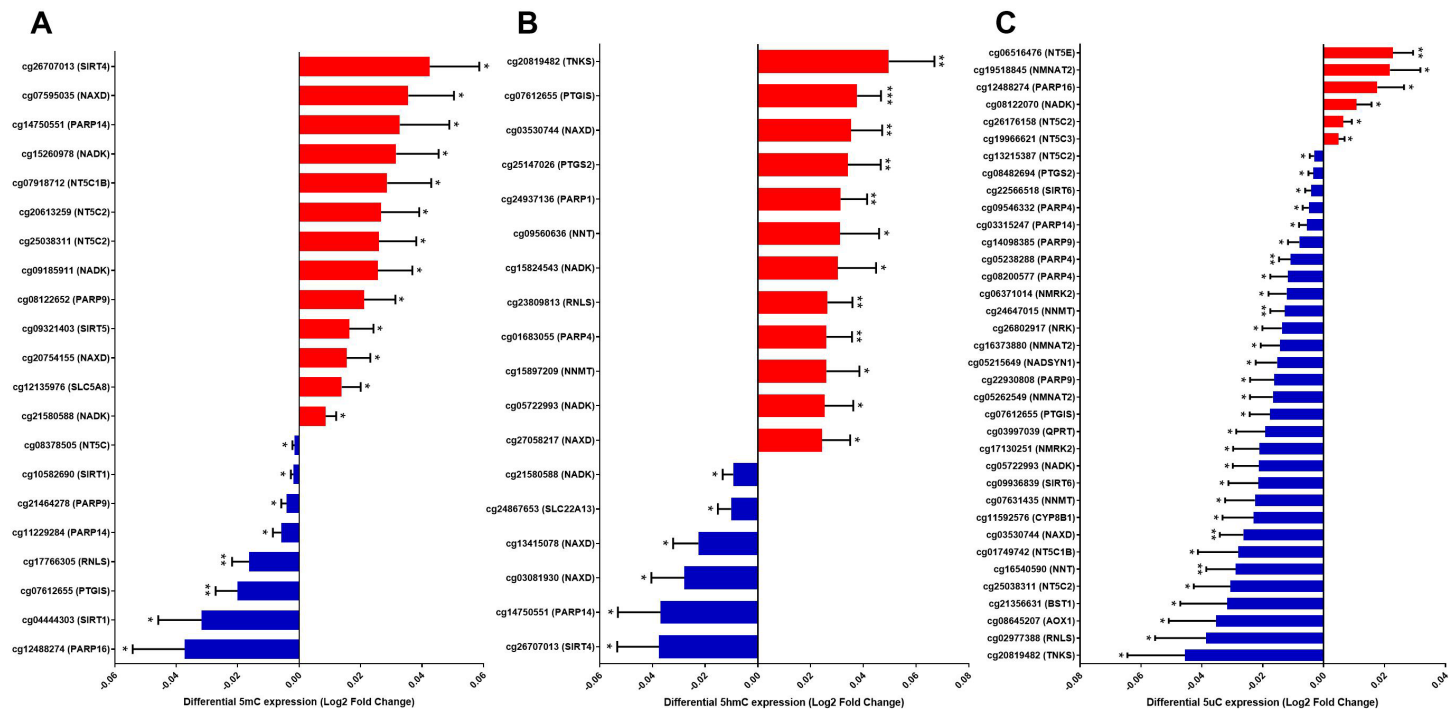 A
cg26707013 (SIRT4)
*
cg07595035 (NAXD)
*
cg14750551 (PARP14)
*
cg15260978 (NADK)
*
cg07918712 (NT5C1B)
*
cg20613259 (NT5C2)
*
cg25038311 (NT5C2)
*
cg09185911 (NADK)
*
cg08122652 (PARP9)
*
cg09321403 (SIRT5)
*
cg20754155 (NAXD)
*
cg12135976 (SLC5A8)
*
cg21580588 (NADK)
*
cg08378505 (NT5C)
*
cg10582690 (SIRT1)
*
cg21464278 (PARP9)
*
cg11229284 (PARP14)
*
cg17766305 (RNLS)
**
cg07612655 (PTGIS)
**
cg04444303 (SIRT1)
*
cg12488274 (PARP16)
*
-0.06 -0.04 -0.02 0.00 0.02 0.04 0.06
Differential 5mC expression (Log2 Fold Change)
B
cg20819482 (TNKS)
**
cg07612655 (PTGIS)
***
cg03530744 (NAXD)
**
cg25147026 (PTGS2)
**
cg24937136 (PARP1)
**
cg09560636 (NNT)
*
cg15824543 (NADK)
*
cg23809813 (RNLS)
**
cg01683055 (PARP4)
**
cg15897209 (NNMT)
*
cg05722993 (NADK)
*
cg27058217 (NAXD)
*
cg21580588 (NADK)
*
cg24867653 (SLC22A13)
*
cg13415078 (NAXD)
*
cg03081930 (NAXD)
*
cg14750551 (PARP14)
*
cg26707013 (SIRT4)
*
-0.06 -0.04 -0.02 0.00 0.02 0.04 0.06 0.08
Differential 5hmC expression (Log2 Fold Change)
C
cg06516476 (NT5E)
**
cg19518845 (NMNAT2)
*
cg12488274 (PARP16)
*
cg08122070 (NADK)
*
cg26176158 (NT5C2)
*
cg19966621 (NT5C3)
*
cg13215387 (NT5C2)
*
cg08482694 (PTGS2)
*
cg22566518 (SIRT6)
*
cg09546332 (PARP4)
*
cg03315247 (PARP14)
*
cg14098385 (PARP9)
*
cg05238288 (PARP4)
**
cg08200577 (PARP4)
*
cg06371014 (NMRK2)
*
cg24647015 (NNMT)
**
cg26802917 (NRK)
*
cg16373880 (NMNAT2)
*
cg05215649 (NADSYN1)
*
cg22930808 (PARP9)
*
cg05262549 (NMNAT2)
*
cg07612655 (PTGIS)
*
cg03997039 (QPRT)
*
cg17130251 (NMRK2)
*
cg05722993 (NADK)
*
cg09936839 (SIRT6)
*
cg07631435 (NNMT)
*
cg11592576 (CYP8B1)
*
cg03530744 (NAXD)
**
cg01749742 (NT5C1B)
*
cg16540590 (NNT)
**
cg25038311 (NT5C2)
*
cg21356631 (BST1)
*
cg08645207 (AOX1)
*
cg02977388 (RNLS)
*
cg20819482 (TNKS)
*
-0.08 -0.06 -0.04 -0.02 0.00 0.02 0.04
Differential 5uC expression (Log2 Fold Change)